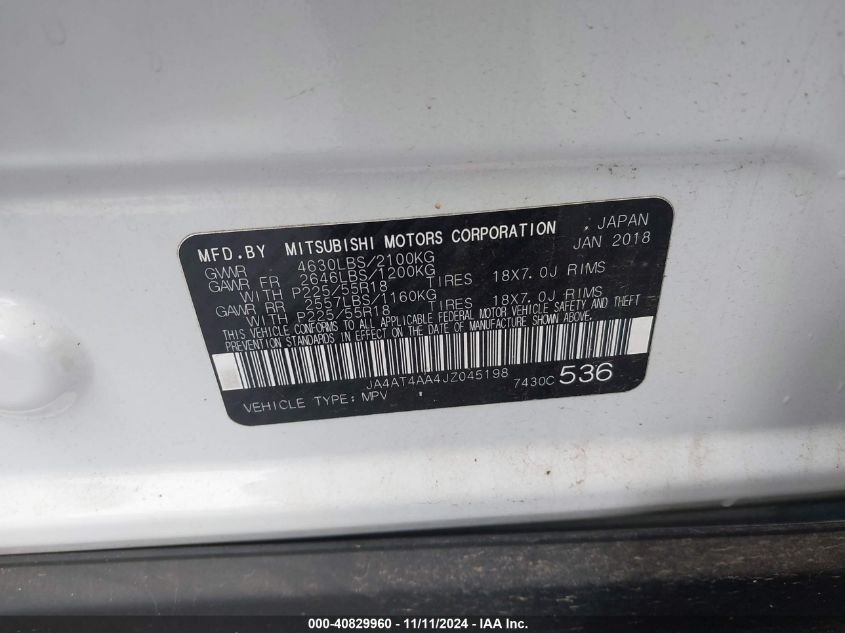 MFD.BY MITSUBISHI MOTORS CORPORATION , JAPAN
JAN 2018
GVWR 4630LBS/2100KG
GAWR FR 2646LBS/1200KG
WITH P225/55R18 TIRES 18X7.0J RIMS
GAWR RR 2557LBS/1160KG
WITH P225/55R18 TIRES 18X7.0J RIMS
THIS VEHICLE CONFORMS TO ALL APPLICABLE FEDERAL MOTOR VEHICLE SAFETY AND THEFT
PREVENTION STANDARDS IN EFFECT ON THE DATE OF MANUFACTURE SHOWN ABOVE.
JA4AT4AA4JZ045198 7430C 536
VEHICLE TYPE: MPV
000-40829960 - 11/11/2024 - IAA Inc.